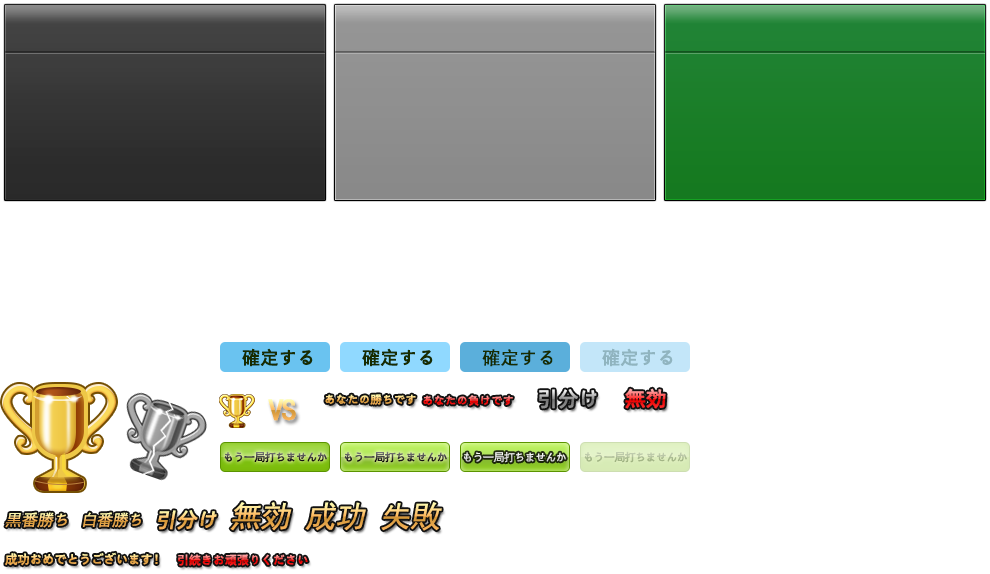 確定する 確定する 確定する 確定する
VS あなたの勝ちです あなたの負けです 引分け 無効
もう一局打ちませんか もう一局打ちませんか もう一局打ちませんか もう一局打ちませんか
黒番勝ち 白番勝ち 引分け 無効 成功 失敗
成功おめでとうございます! 引続きお頑張りください